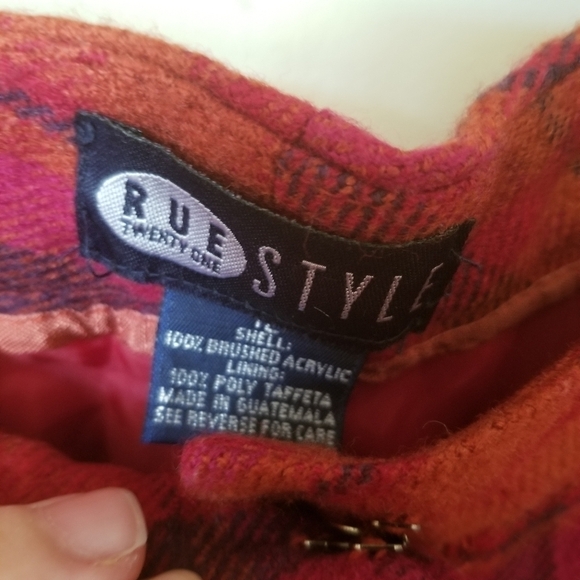 RUE
TWENTY ONE
STYLE
SHELL:
100% BRUSHED ACRYLIC
LINING:
100% POLY TAFFETA
MADE IN GUATEMALA
SEE REVERSE FOR CARE